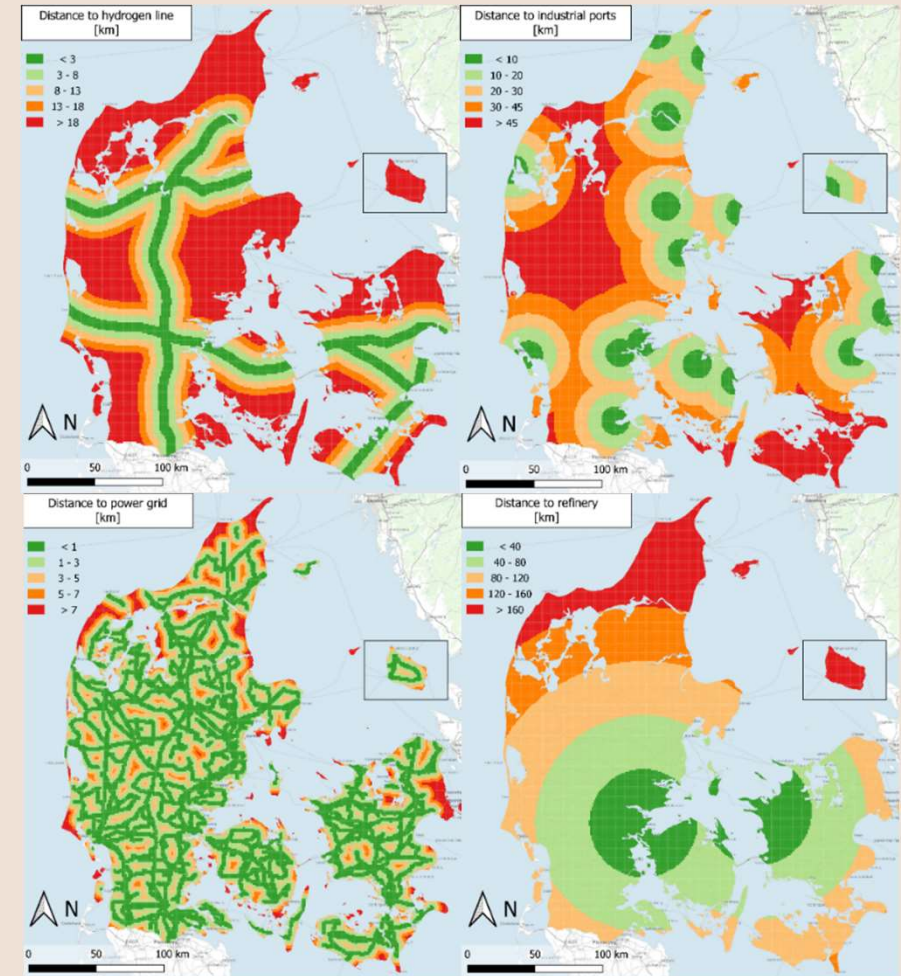 Distance to hydrogen line
[km]
< 3
3 - 8
8 - 13
13 - 18
> 18
N
0 50 100 km
Distance to industrial ports
[km]
< 10
10 - 20
20 - 30
30 - 45
> 45
N
0 50 100 km
Distance to power grid
[km]
< 1
1 - 3
3 - 5
5 - 7
> 7
N
0 50 100 km
Distance to refinery
[km]
< 40
40 - 80
80 - 120
120 - 160
> 160
N
0 50 100 km